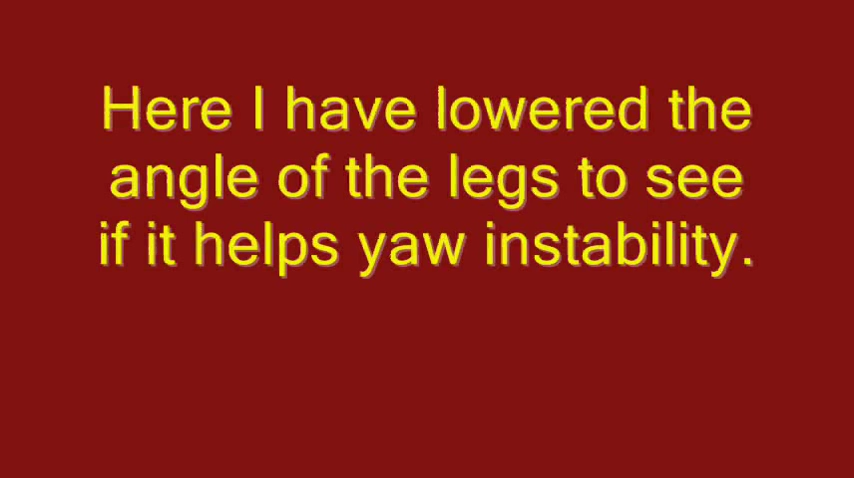 Here I have lowered the
angle of the legs to see
if it helps yaw instability.